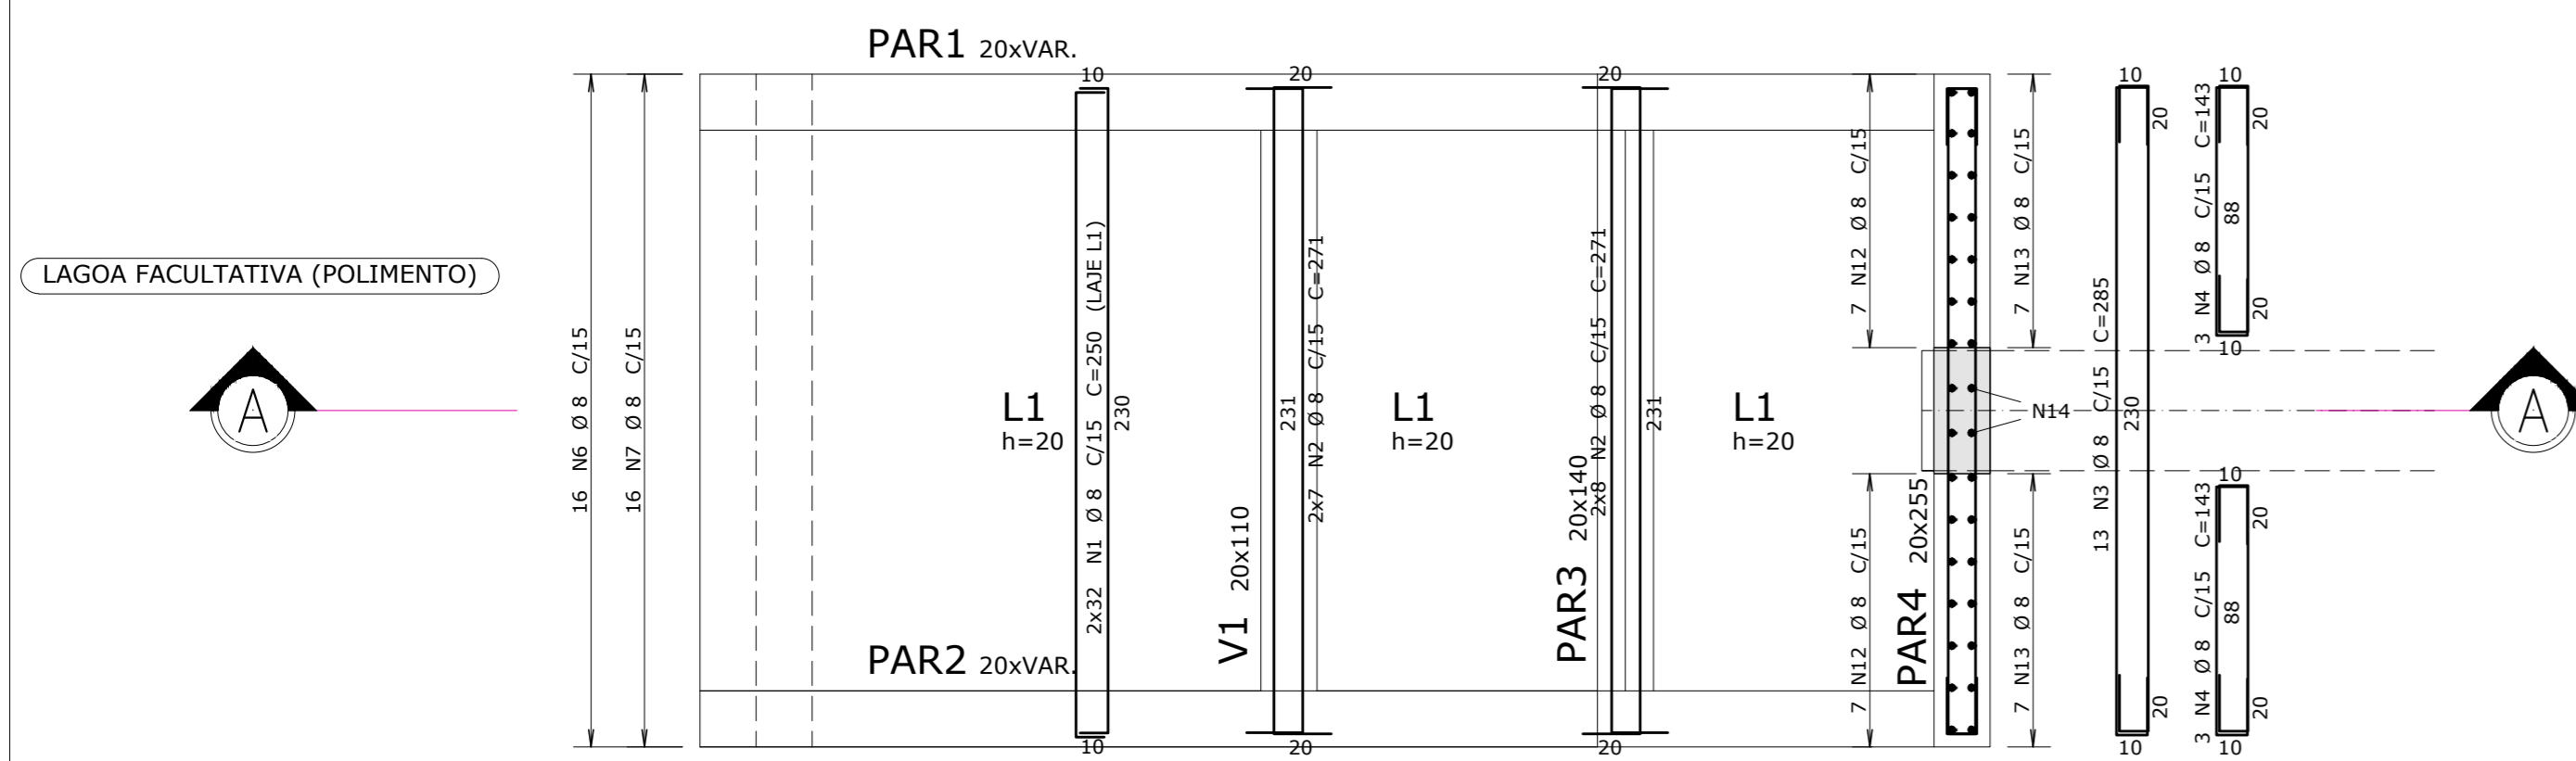 PAR1 20xVAR.
10
20
20
10
10
LAGOA FACULTATIVA (POLIMENTO)
A
16 N6 Ø 8 C/15
16 N7 Ø 8 C/15
L1
h=20
2x32 N1 Ø 8 C/15 C=250 (LAJE L1)
230
V1 20x110
231
2x7 N2 Ø 8 C/15 C=271
L1
h=20
PAR3 20x140
2x8 N2 Ø 8 C/15 C=271
231
L1
h=20
7 N12 Ø 8 C/15
7 N13 Ø 8 C/15
7 N12 Ø 8 C/15
7 N13 Ø 8 C/15
PAR4 20x255
N14
13 N3 Ø 8 C/15 C=285
230
20
20
3 N4 Ø 8 C/15 C=143
88
20
20
10
10
3 N4 Ø 8 C/15 C=143
88
20
20
A
PAR2 20xVAR.
10
20
20
10
10